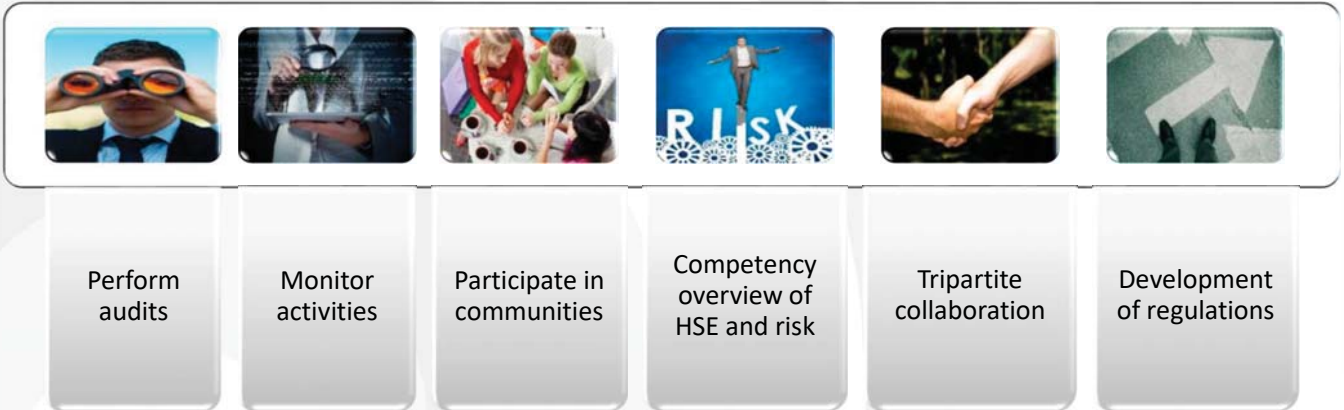 RISK
Perform
audits
Monitor
activities
Participate in
communities
Competency
overview of
HSE and risk
Tripartite
collaboration
Development
of regulations